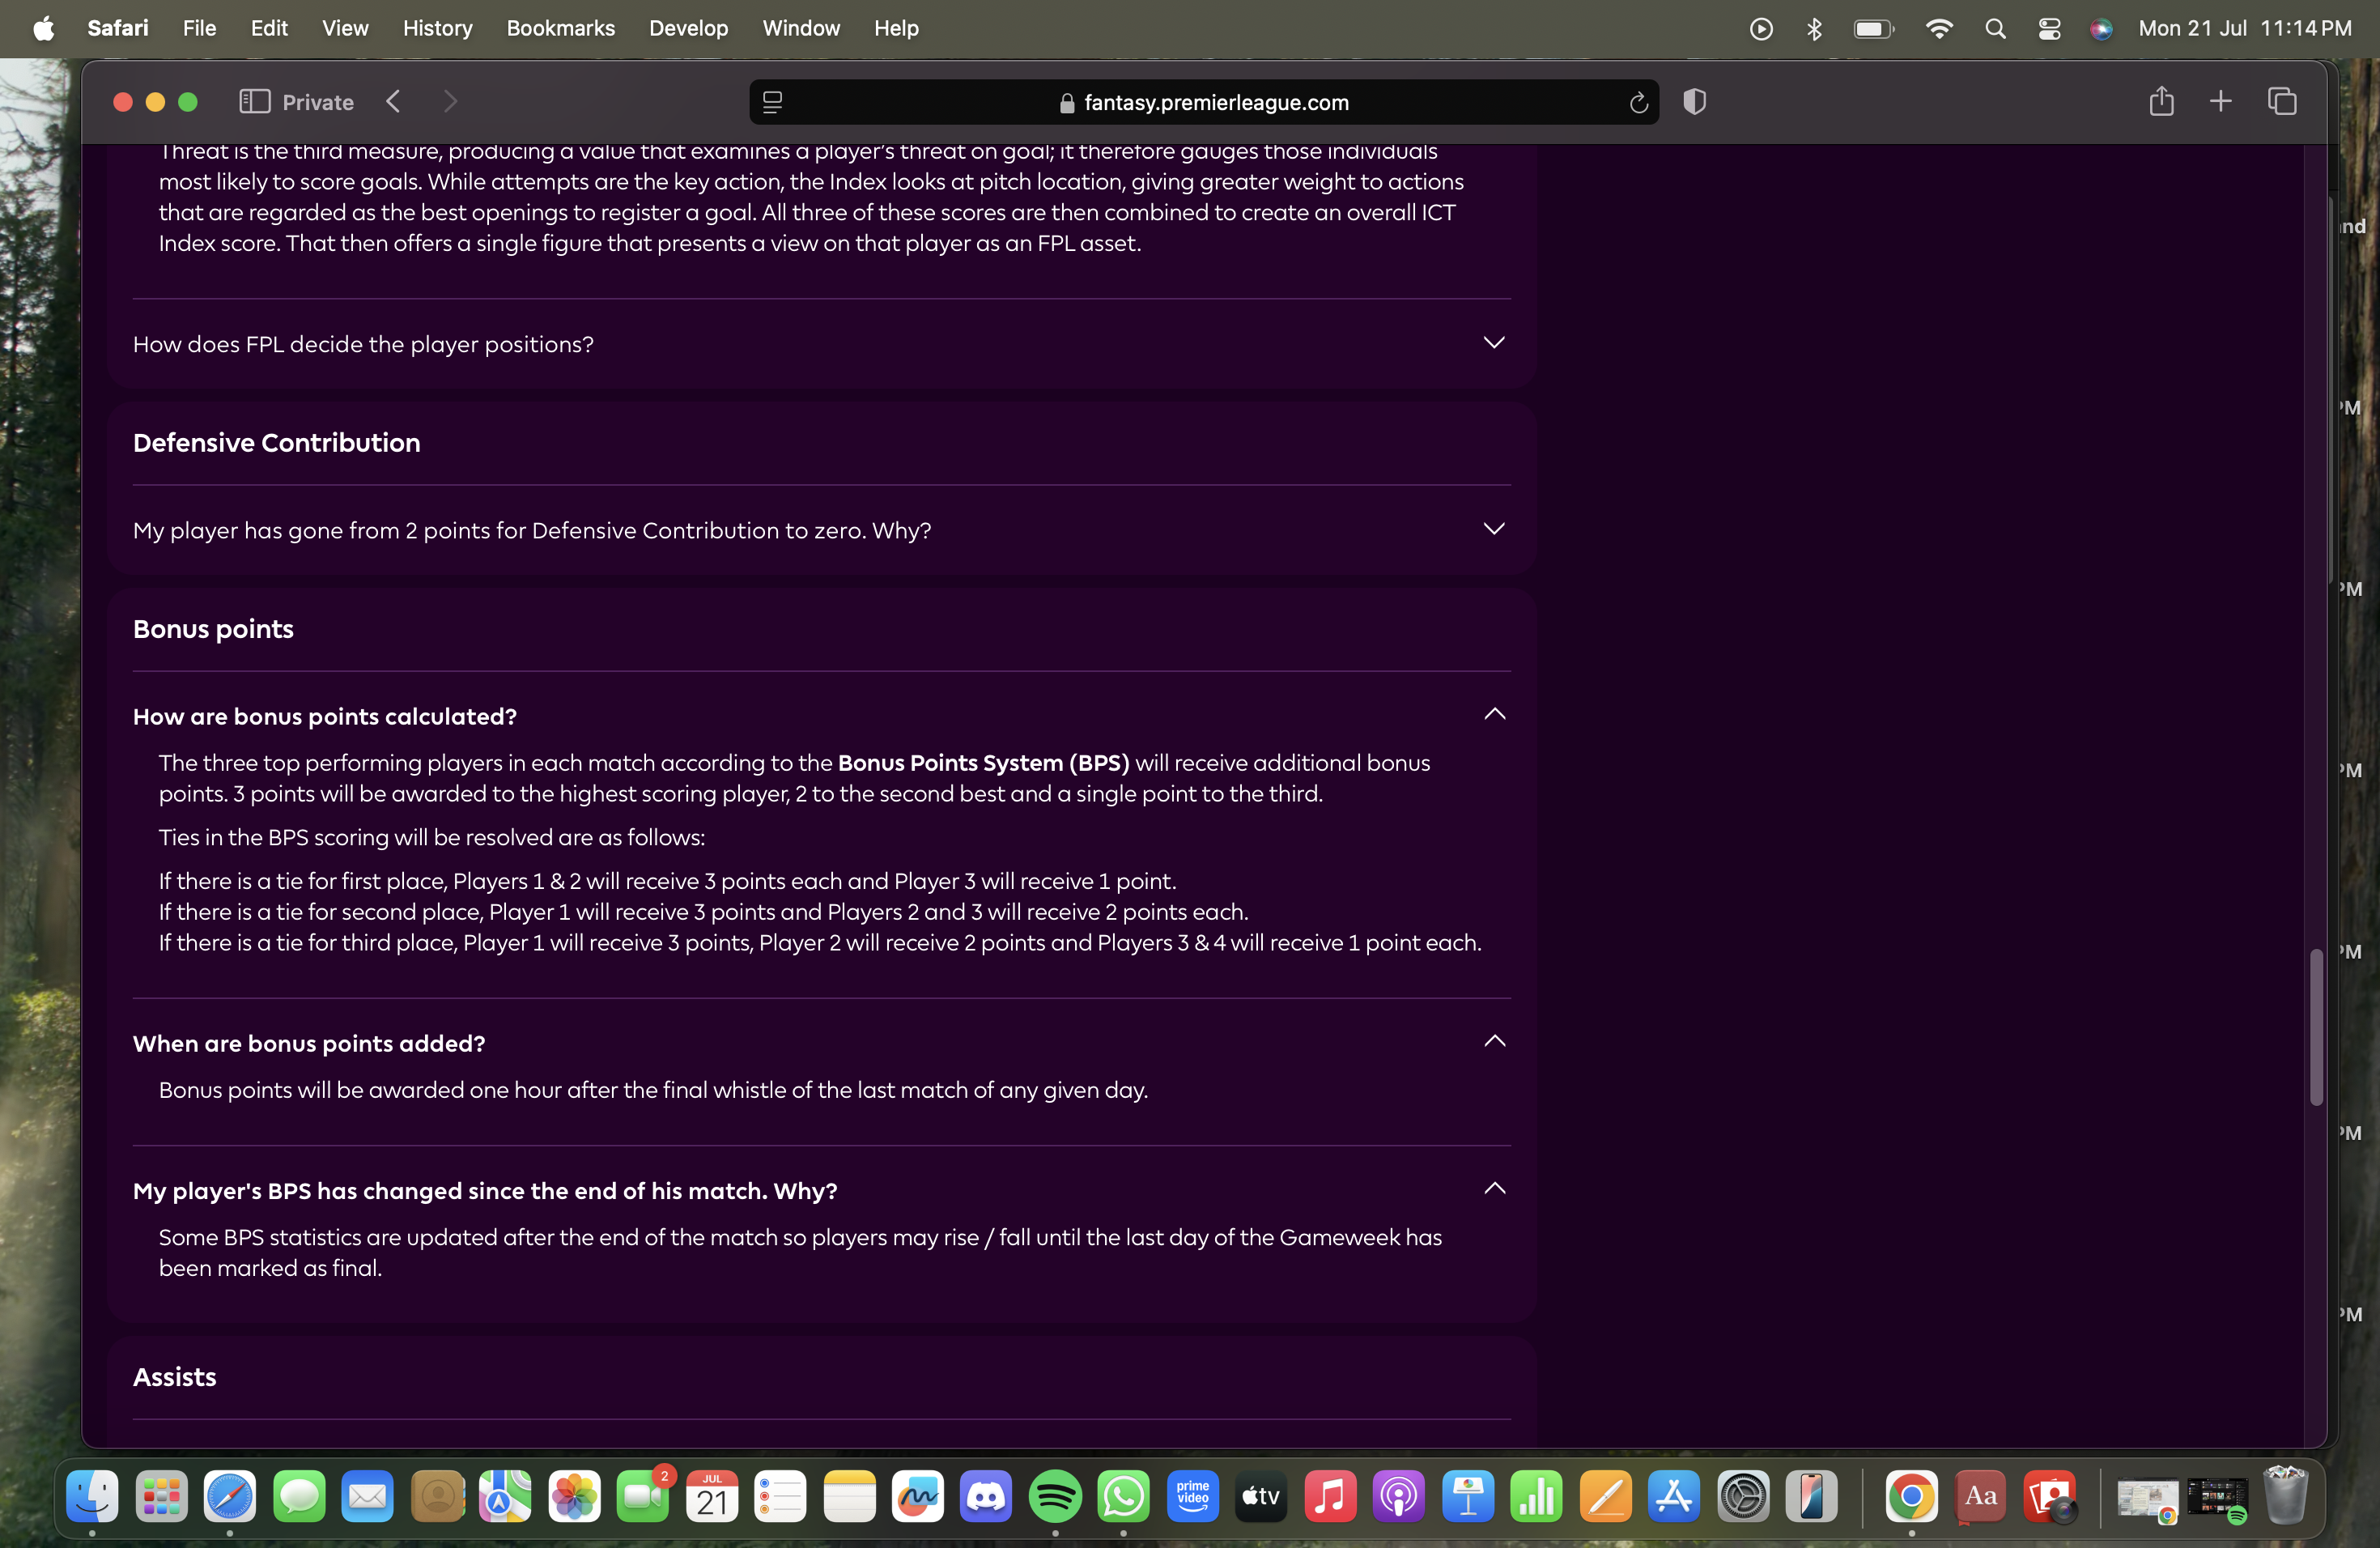 Safari File Edit View History Bookmarks Develop Window Help Mon 21 Jul 11:14 PM
Private fantasy.premierleague.com
Threat is the third measure, producing a value that examines a player's threat on goal; it therefore gauges those individuals
most likely to score goals. While attempts are the key action, the Index looks at pitch location, giving greater weight to actions
that are regarded as the best openings to register a goal. All three of these scores are then combined to create an overall ICT
Index score. That then offers a single figure that presents a view on that player as an FPL asset.
How does FPL decide the player positions?
Defensive Contribution
My player has gone from 2 points for Defensive Contribution to zero. Why?
Bonus points
How are bonus points calculated?
The three top performing players in each match according to the Bonus Points System (BPS) will receive additional bonus
points. 3 points will be awarded to the highest scoring player, 2 to the second best and a single point to the third.
Ties in the BPS scoring will be resolved are as follows:
If there is a tie for first place, Players 1 & 2 will receive 3 points each and Player 3 will receive 1 point.
If there is a tie for second place, Player 1 will receive 3 points and Players 2 and 3 will receive 2 points each.
If there is a tie for third place, Player 1 will receive 3 points, Player 2 will receive 2 points and Players 3 & 4 will receive 1 point each.
When are bonus points added?
Bonus points will be awarded one hour after the final whistle of the last match of any given day.
My player's BPS has changed since the end of his match. Why?
Some BPS statistics are updated after the end of the match so players may rise / fall until the last day of the Gameweek has
been marked as final.
Assists
2
JUL
21
prime
video
tv
Aa